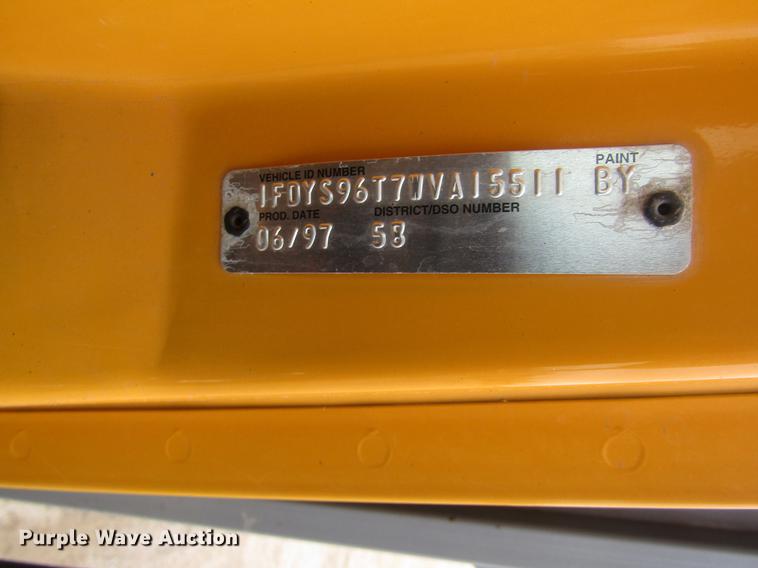 VEHICLE ID NUMBER PAINT
1FDYS96T7WVA15511 BY
PROD. DATE DISTRICT/DSO NUMBER
06/97 58
Purple Wave Auction